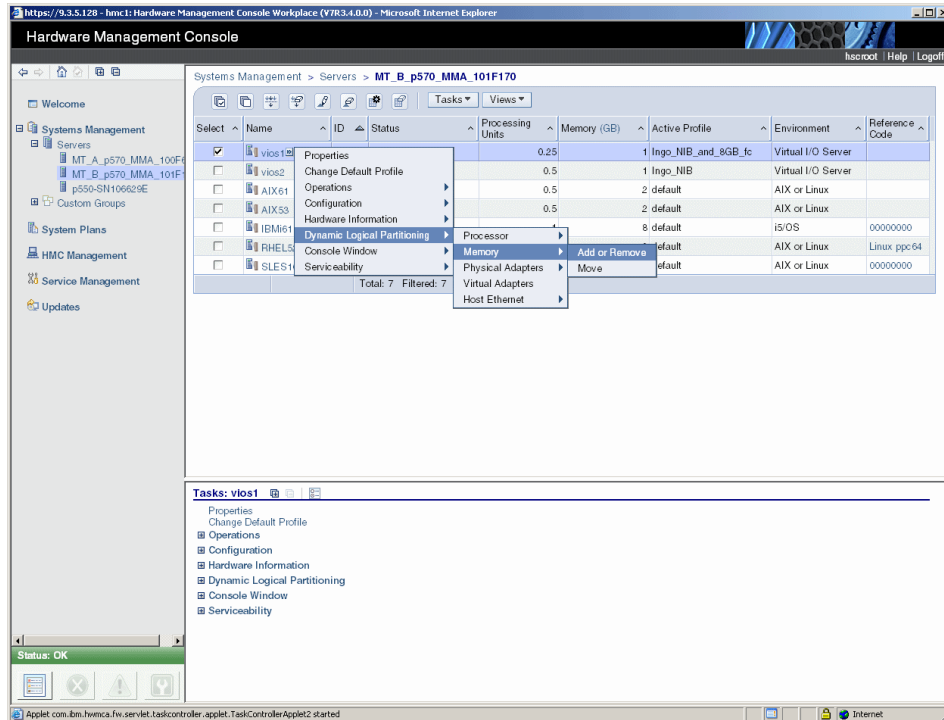 https://9.3.5.128 - hmc1: Hardware Management Console Workplace (V7R3.4.0.0) - Microsoft Internet Explorer
Hardware Management Console
hscroot | Help | Logoff
Systems Management > Servers > MT_B_p570_MMA_101F170
Welcome
Systems Management
Servers
MT_A_p570_MMA_100F6
MT_B_p570_MMA_101F1
p550-SN106629E
Custom Groups
System Plans
HMC Management
Service Management
Updates
Tasks Views
Select Name ID Status Processing Units Memory (GB) Active Profile Environment Reference Code
vios1 0.25 1 Ingo_NIB_and_8GB_fc Virtual I/O Server
vios2 0.5 1 Ingo_NIB Virtual I/O Server
AIX61 0.5 2 default AIX or Linux
AIX53 0.5 2 default AIX or Linux
IBMi61 8 default i5/OS 00000000
RHEL5 efault AIX or Linux Linux ppc64
SLES1 efault AIX or Linux 00000000
Total: 7 Filtered: 7
Properties
Change Default Profile
Operations
Configuration
Hardware Information
Dynamic Logical Partitioning
Console Window
Serviceability
Processor
Memory
Physical Adapters
Virtual Adapters
Host Ethernet
Add or Remove
Move
Tasks: vios1
Properties
Change Default Profile
Operations
Configuration
Hardware Information
Dynamic Logical Partitioning
Console Window
Serviceability
Status: OK
Applet com.ibm.hwmca.fw.servlet.taskcontroller.applet.TaskControllerApplet2 started
Internet